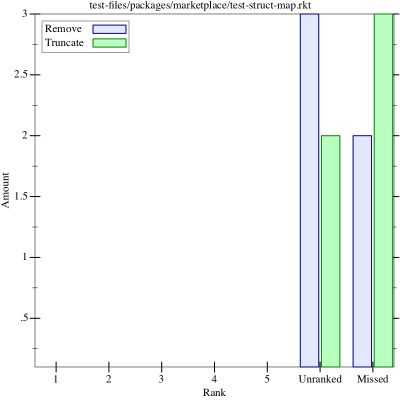 test-files/packages/marketplace/test-struct-map.rkt
Remove
Truncate
3
2.5
2
1.5
1
.5
Amount
1 2 3 4 5 Unranked Missed
Rank